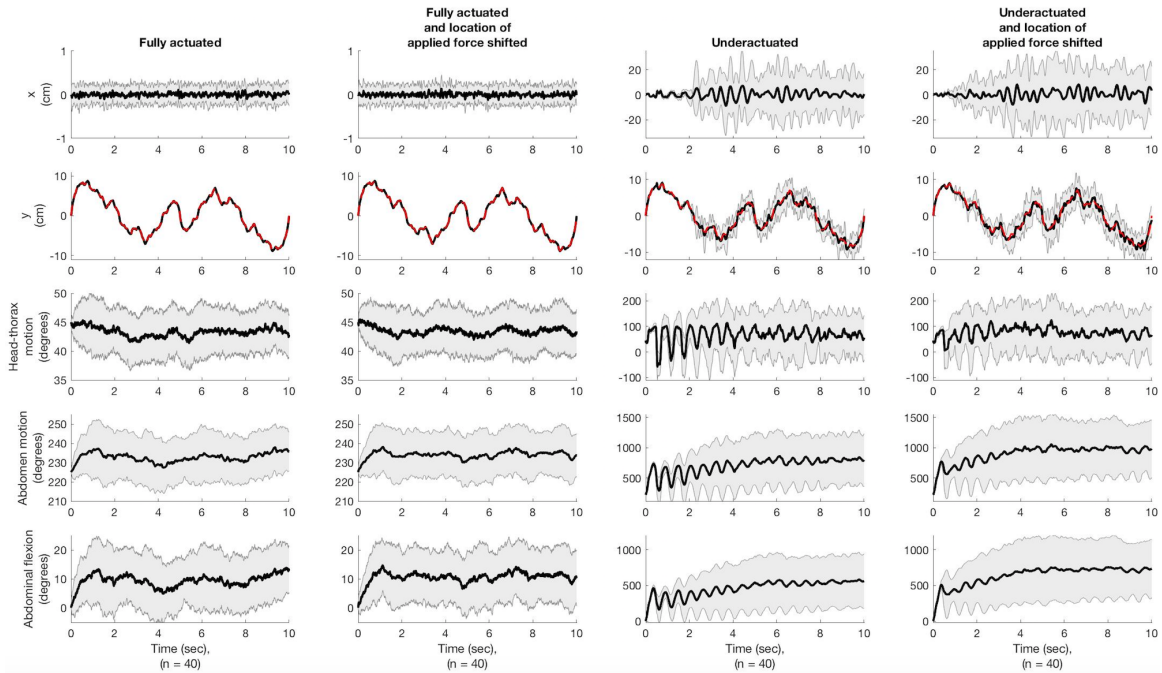 Fully actuated
Fully actuated
and location of
applied force shifted
Underactuated
Underactuated
and location of
applied force shifted
x
(cm)
1
0
-1
0 2 4 6 8 10
1
0
-1
0 2 4 6 8 10
20
0
-20
0 2 4 6 8 10
20
0
-20
0 2 4 6 8 10
y
(cm)
10
0
-10
0 2 4 6 8 10
10
0
-10
0 2 4 6 8 10
10
0
-10
0 2 4 6 8 10
10
0
-10
0 2 4 6 8 10
Head-thorax
motion
(degrees)
50
45
40
35
0 2 4 6 8 10
50
45
40
35
0 2 4 6 8 10
200
100
0
-100
0 2 4 6 8 10
200
100
0
-100
0 2 4 6 8 10
Abdomen motion
(degrees)
250
240
230
220
210
0 2 4 6 8 10
250
240
230
220
210
0 2 4 6 8 10
1500
1000
500
0 2 4 6 8 10
1500
1000
500
0 2 4 6 8 10
Abdominal flexion
(degrees)
20
10
0
0 2 4 6 8 10
20
10
0
0 2 4 6 8 10
1000
500
0
0 2 4 6 8 10
1000
500
0
0 2 4 6 8 10
Time (sec),
(n = 40)
Time (sec),
(n = 40)
Time (sec),
(n = 40)
Time (sec),
(n = 40)